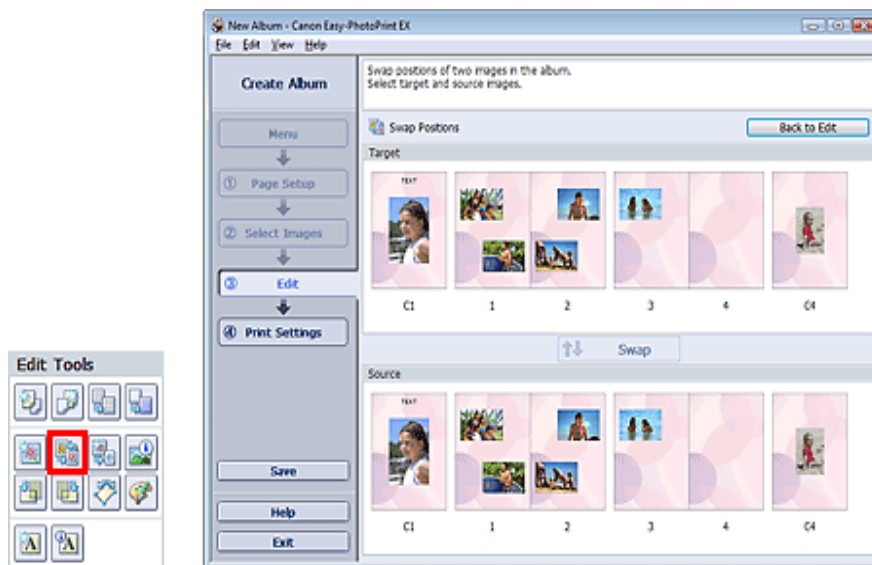 Edit Tools
New Album - Canon Easy-PhotoPrint EX
File Edit View Help
Create Album
Menu
① Page Setup
② Select Images
③ Edit
④ Print Settings
Save
Help
Exit
Swap positions of two images in the album.
Select target and source images.
Swap Positions
Back to Edit
Target
TEXT
C1 1 2 3 4 C4
Swap
Source
TEXT
C1 1 2 3 4 C4